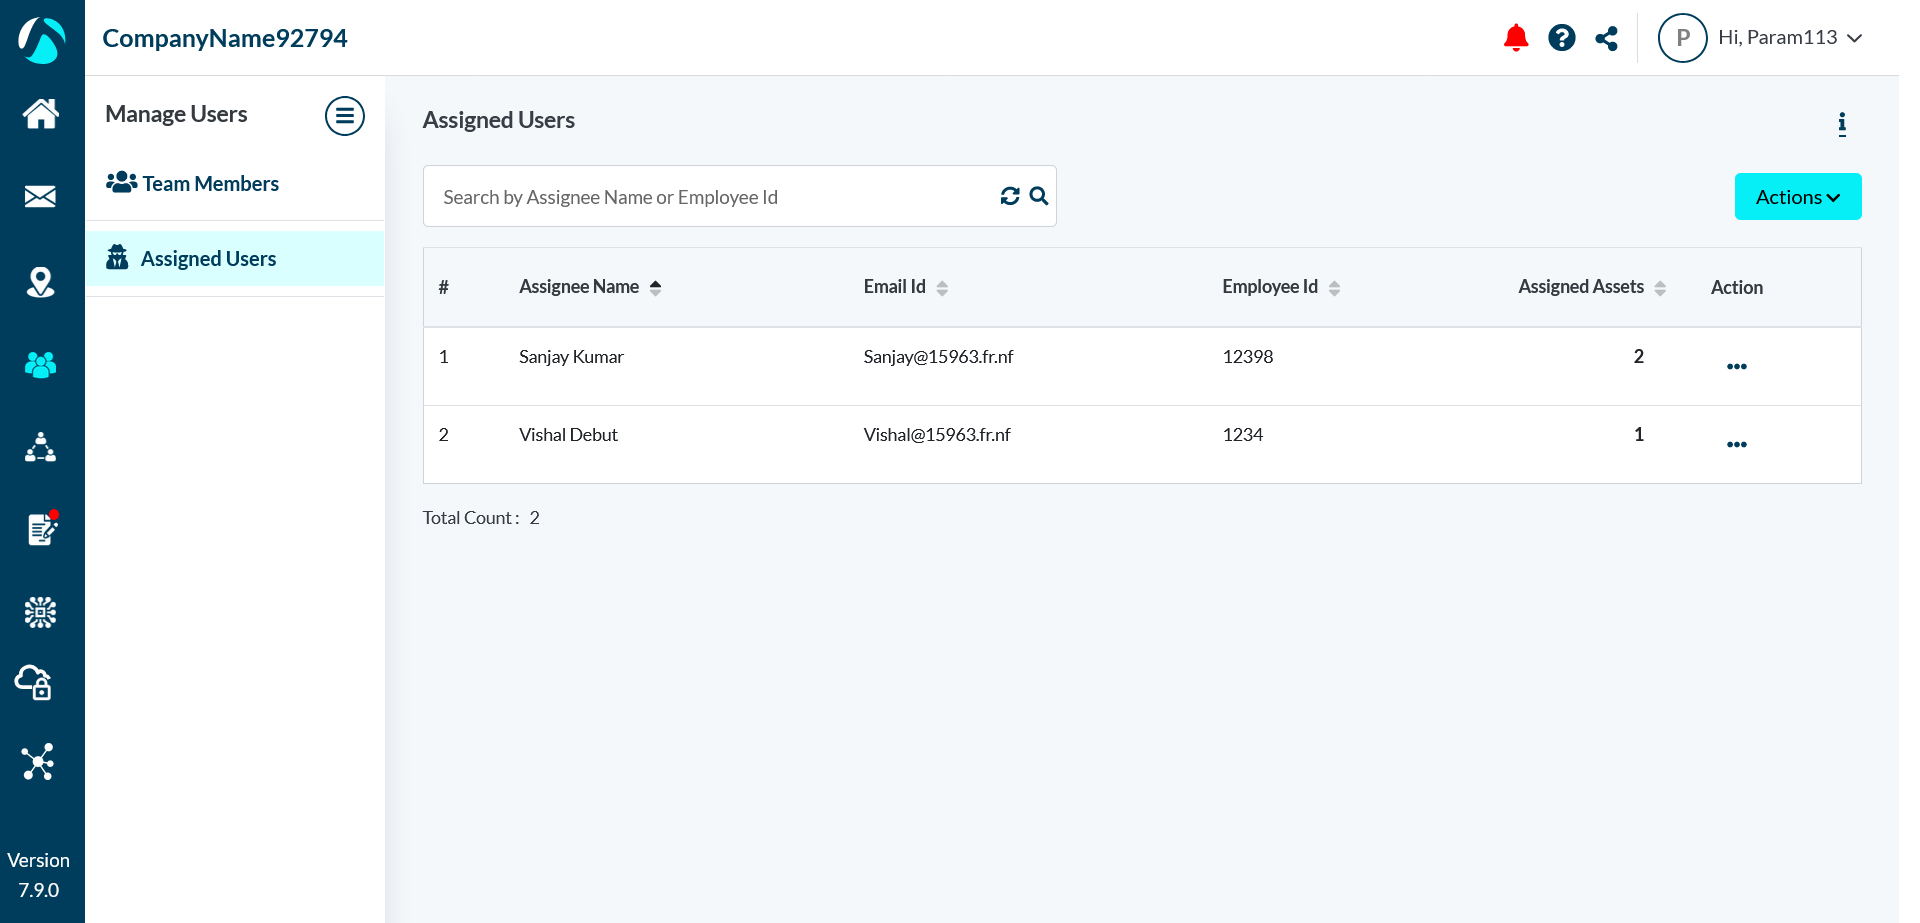 CompanyName92794
P
Hi, Param113
Manage Users
Team Members
Assigned Users
Assigned Users
Search by Assignee Name or Employee Id
Actions
# Assignee Name Email Id Employee Id Assigned Assets Action
1 Sanjay Kumar Sanjay@15963.fr.nf 12398 2
2 Vishal Debut Vishal@15963.fr.nf 1234 1
Total Count : 2
Version
7.9.0